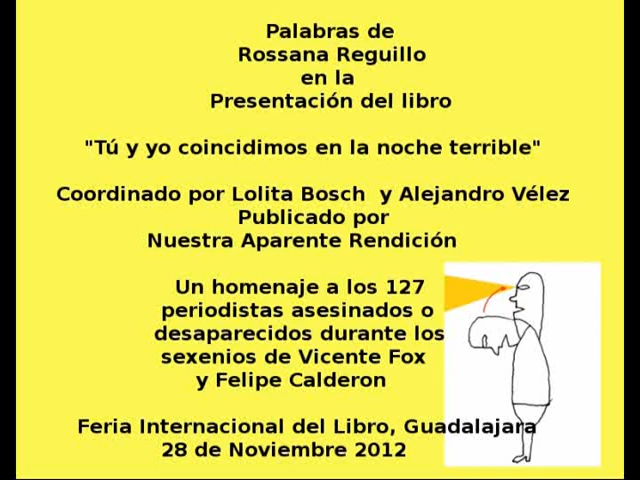 Palabras de
Rossana Reguillo
en la
Presentación del libro
"Tú y yo coincidimos en la noche terrible"
Coordinado por Lolita Bosch y Alejandro Vélez
Publicado por
Nuestra Aparente Rendición
Un homenaje a los 127
periodistas asesinados o
desaparecidos durante los
sexenios de Vicente Fox
y Felipe Calderon
Feria Internacional del Libro, Guadalajara
28 de Noviembre 2012